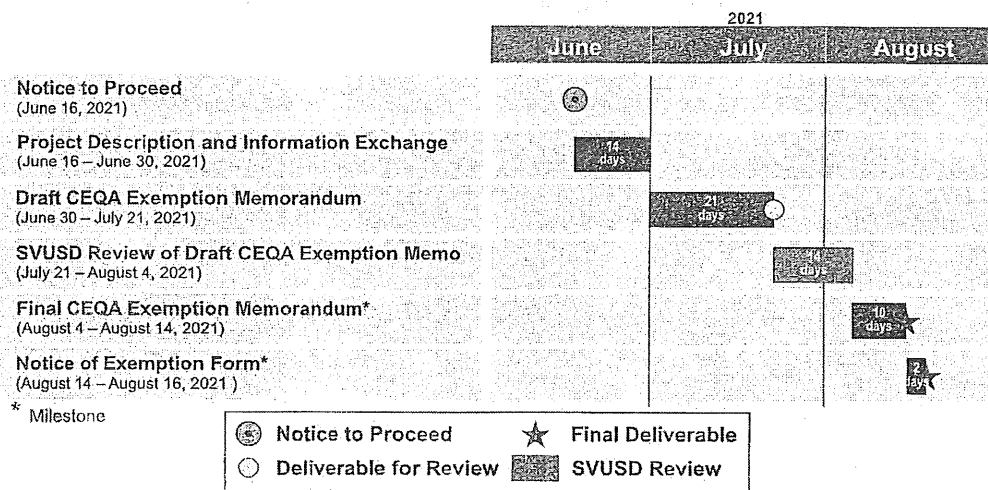 2021
June July August
Notice to Proceed
(June 16, 2021)
Project Description and Information Exchange
(June 16 – June 30, 2021)
14
days
Draft CEQA Exemption Memorandum
(June 30 – July 21, 2021)
21
days
SVUSD Review of Draft CEQA Exemption Memo
(July 21 – August 4, 2021)
14
days
Final CEQA Exemption Memorandum*
(August 4 – August 14, 2021)
10
days
Notice of Exemption Form*
(August 14 – August 16, 2021 )
2
days
* Milestone
Notice to Proceed
Final Deliverable
Deliverable for Review
SVUSD Review